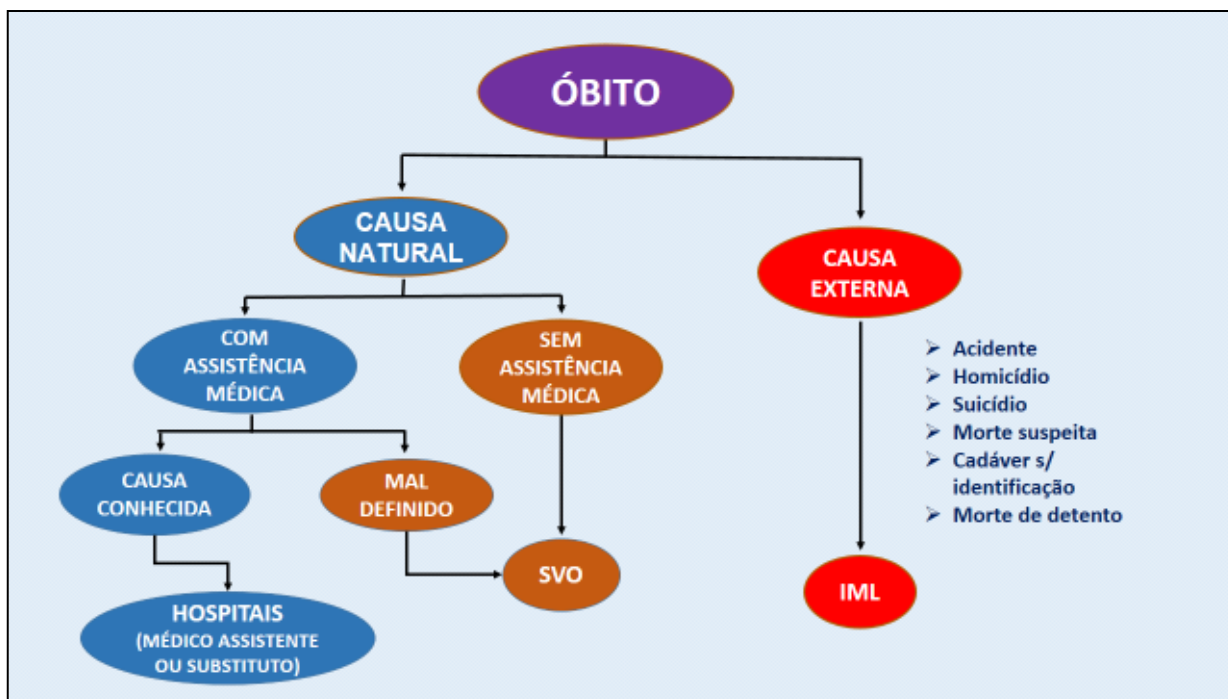 ÓBITO
CAUSA
NATURAL
CAUSA
EXTERNA
COM
ASSISTÊNCIA
MÉDICA
SEM
ASSISTÊNCIA
MÉDICA
➢ Acidente
➢ Homicídio
➢ Suicídio
➢ Morte suspeita
➢ Cadáver s/
identificação
➢ Morte de detento
CAUSA
CONHECIDA
MAL
DEFINIDO
SVO
IML
HOSPITAIS
(MÉDICO ASSISTENTE
OU SUBSTITUTO)